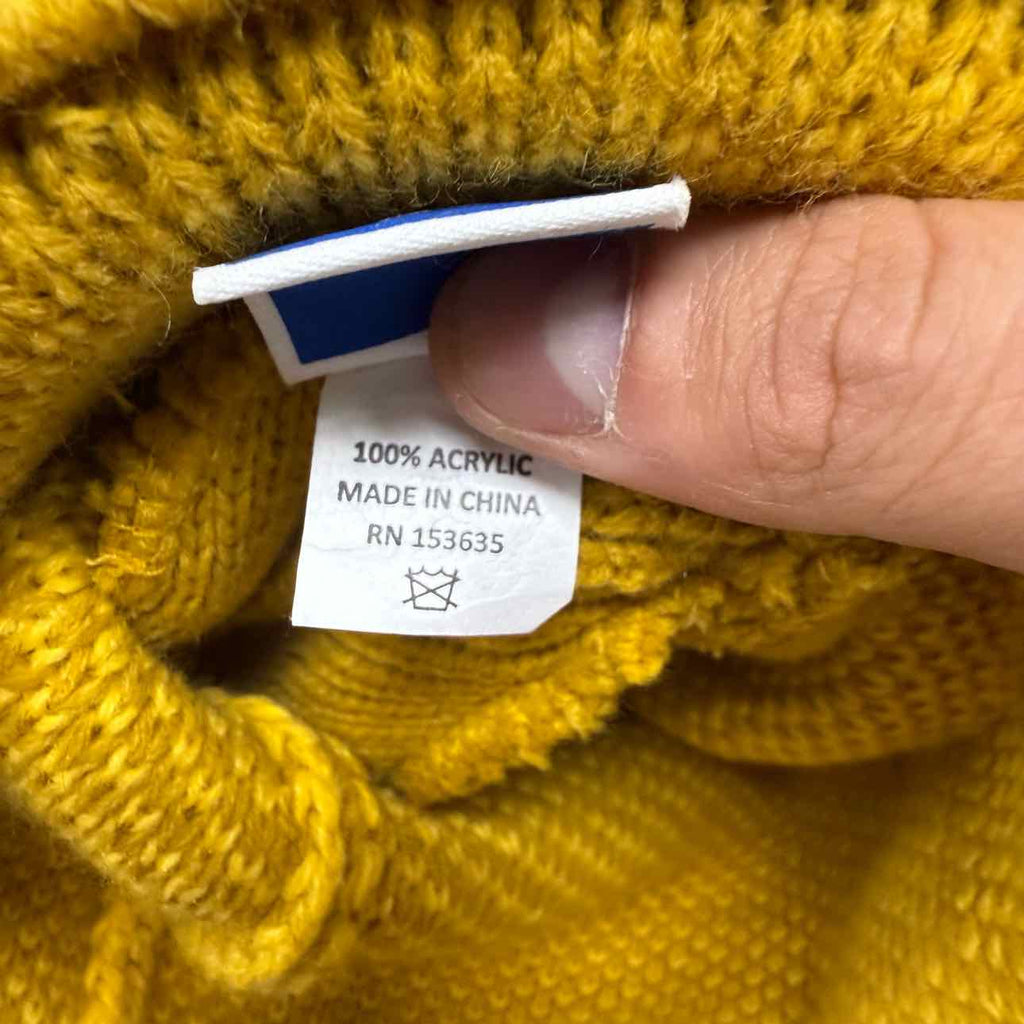 100% ACRYLIC
MADE IN CHINA
RN 153635